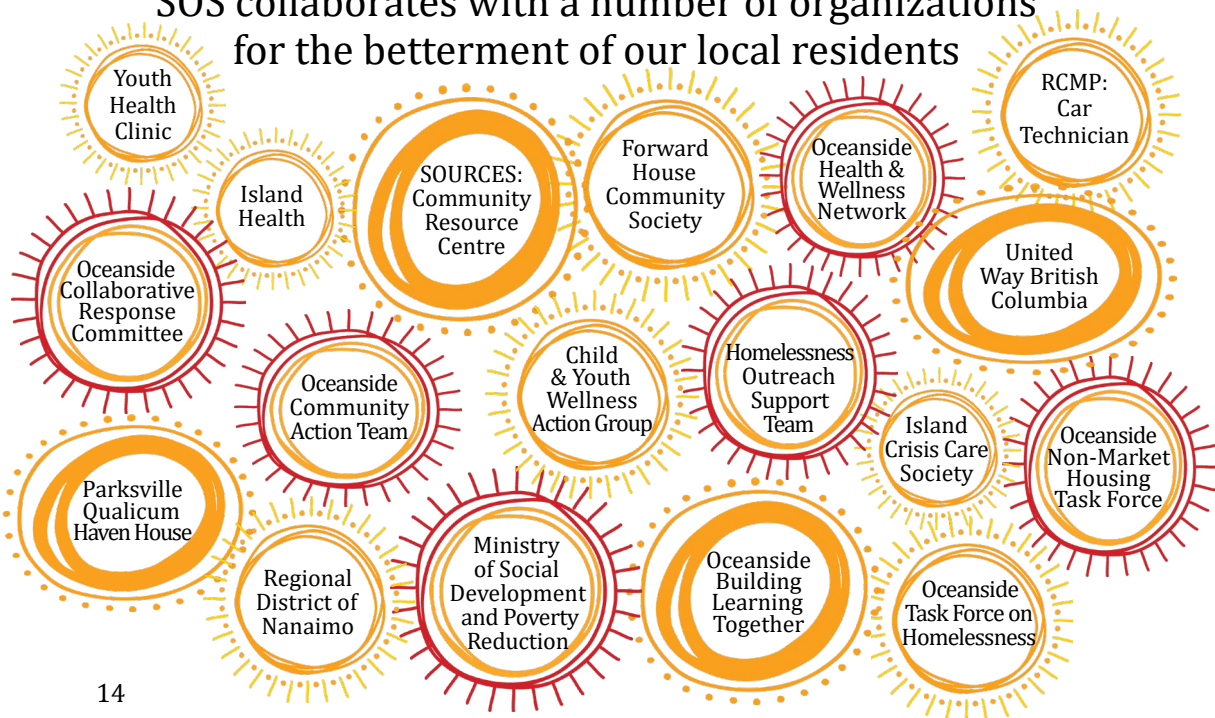 SOS collaborates with a number of organizations
for the betterment of our local residents
Youth
Health
Clinic
Island
Health
SOURCES:
Community
Resource
Centre
Forward
House
Community
Society
Oceanside
Health &
Wellness
Network
RCMP:
Car
Technician
United
Way British
Columbia
Oceanside
Collaborative
Response
Committee
Oceanside
Community
Action Team
Child
& Youth
Wellness
Action Group
Homelessness
Outreach
Support
Team
Island
Crisis Care
Society
Oceanside
Non-Market
Housing
Task Force
Parksville
Qualicum
Haven House
Regional
District of
Nanaimo
Ministry
of Social
Development
and Poverty
Reduction
Oceanside
Building
Learning
Together
Oceanside
Task Force on
Homelessness
14